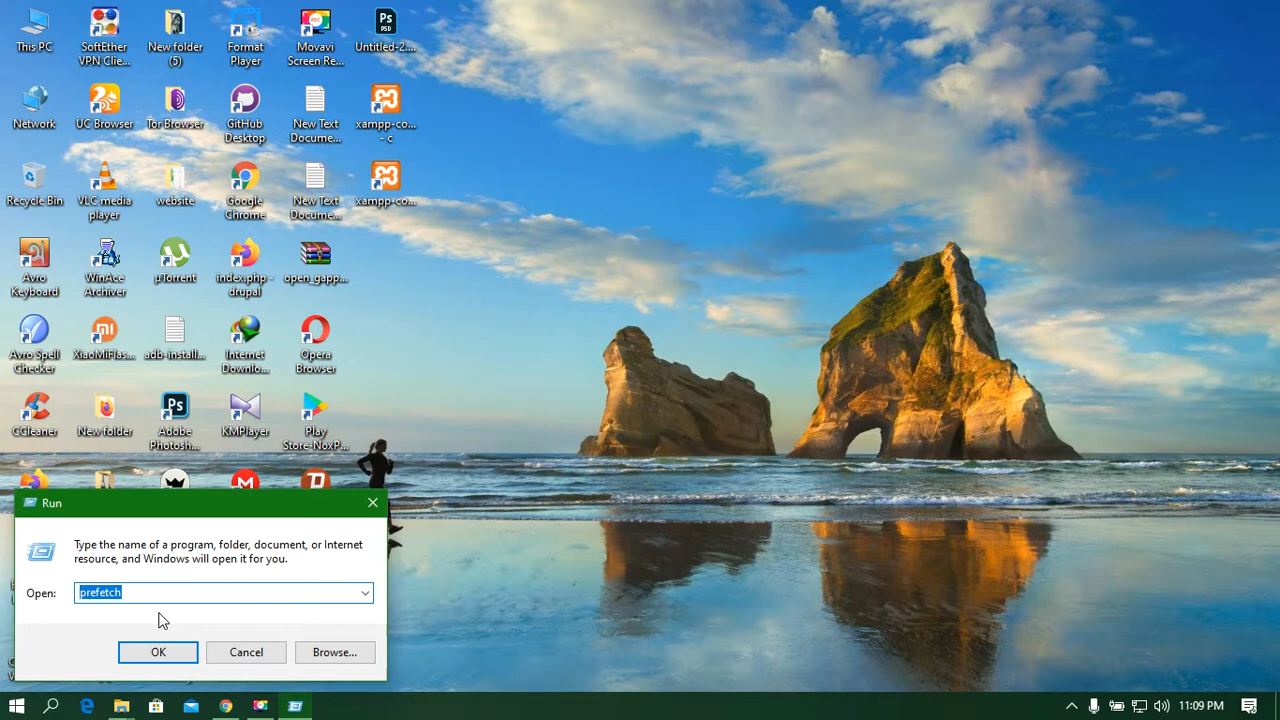 This PC
SoftEther
VPN Clie...
New folder
(5)
Format
Player
Movavi
Screen Re...
Ps
PSD
Untitled-2....
Network
UC Browser
Tor Browser
GitHub
Desktop
New Text
Docume...
xampp-co...
- c
Recycle Bin
VLC media
player
website
Google
Chrome
New Text
Docume...
xampp-co...
Avro
Keyboard
WinAce
Archiver
µTorrent
index.php -
drupal
open_gapp...
Avro Spell
Checker
XiaoMiFlas...
adb-install...
Internet
Downlo...
Opera
Browser
CCleaner
New folder
Ps
Adobe
Photosh...
KMPlayer
Play
Store-NoxP...
Run
Type the name of a program, folder, document, or Internet
resource, and Windows will open it for you.
Open:
prefetch
OK
Cancel
Browse...
11:09 PM